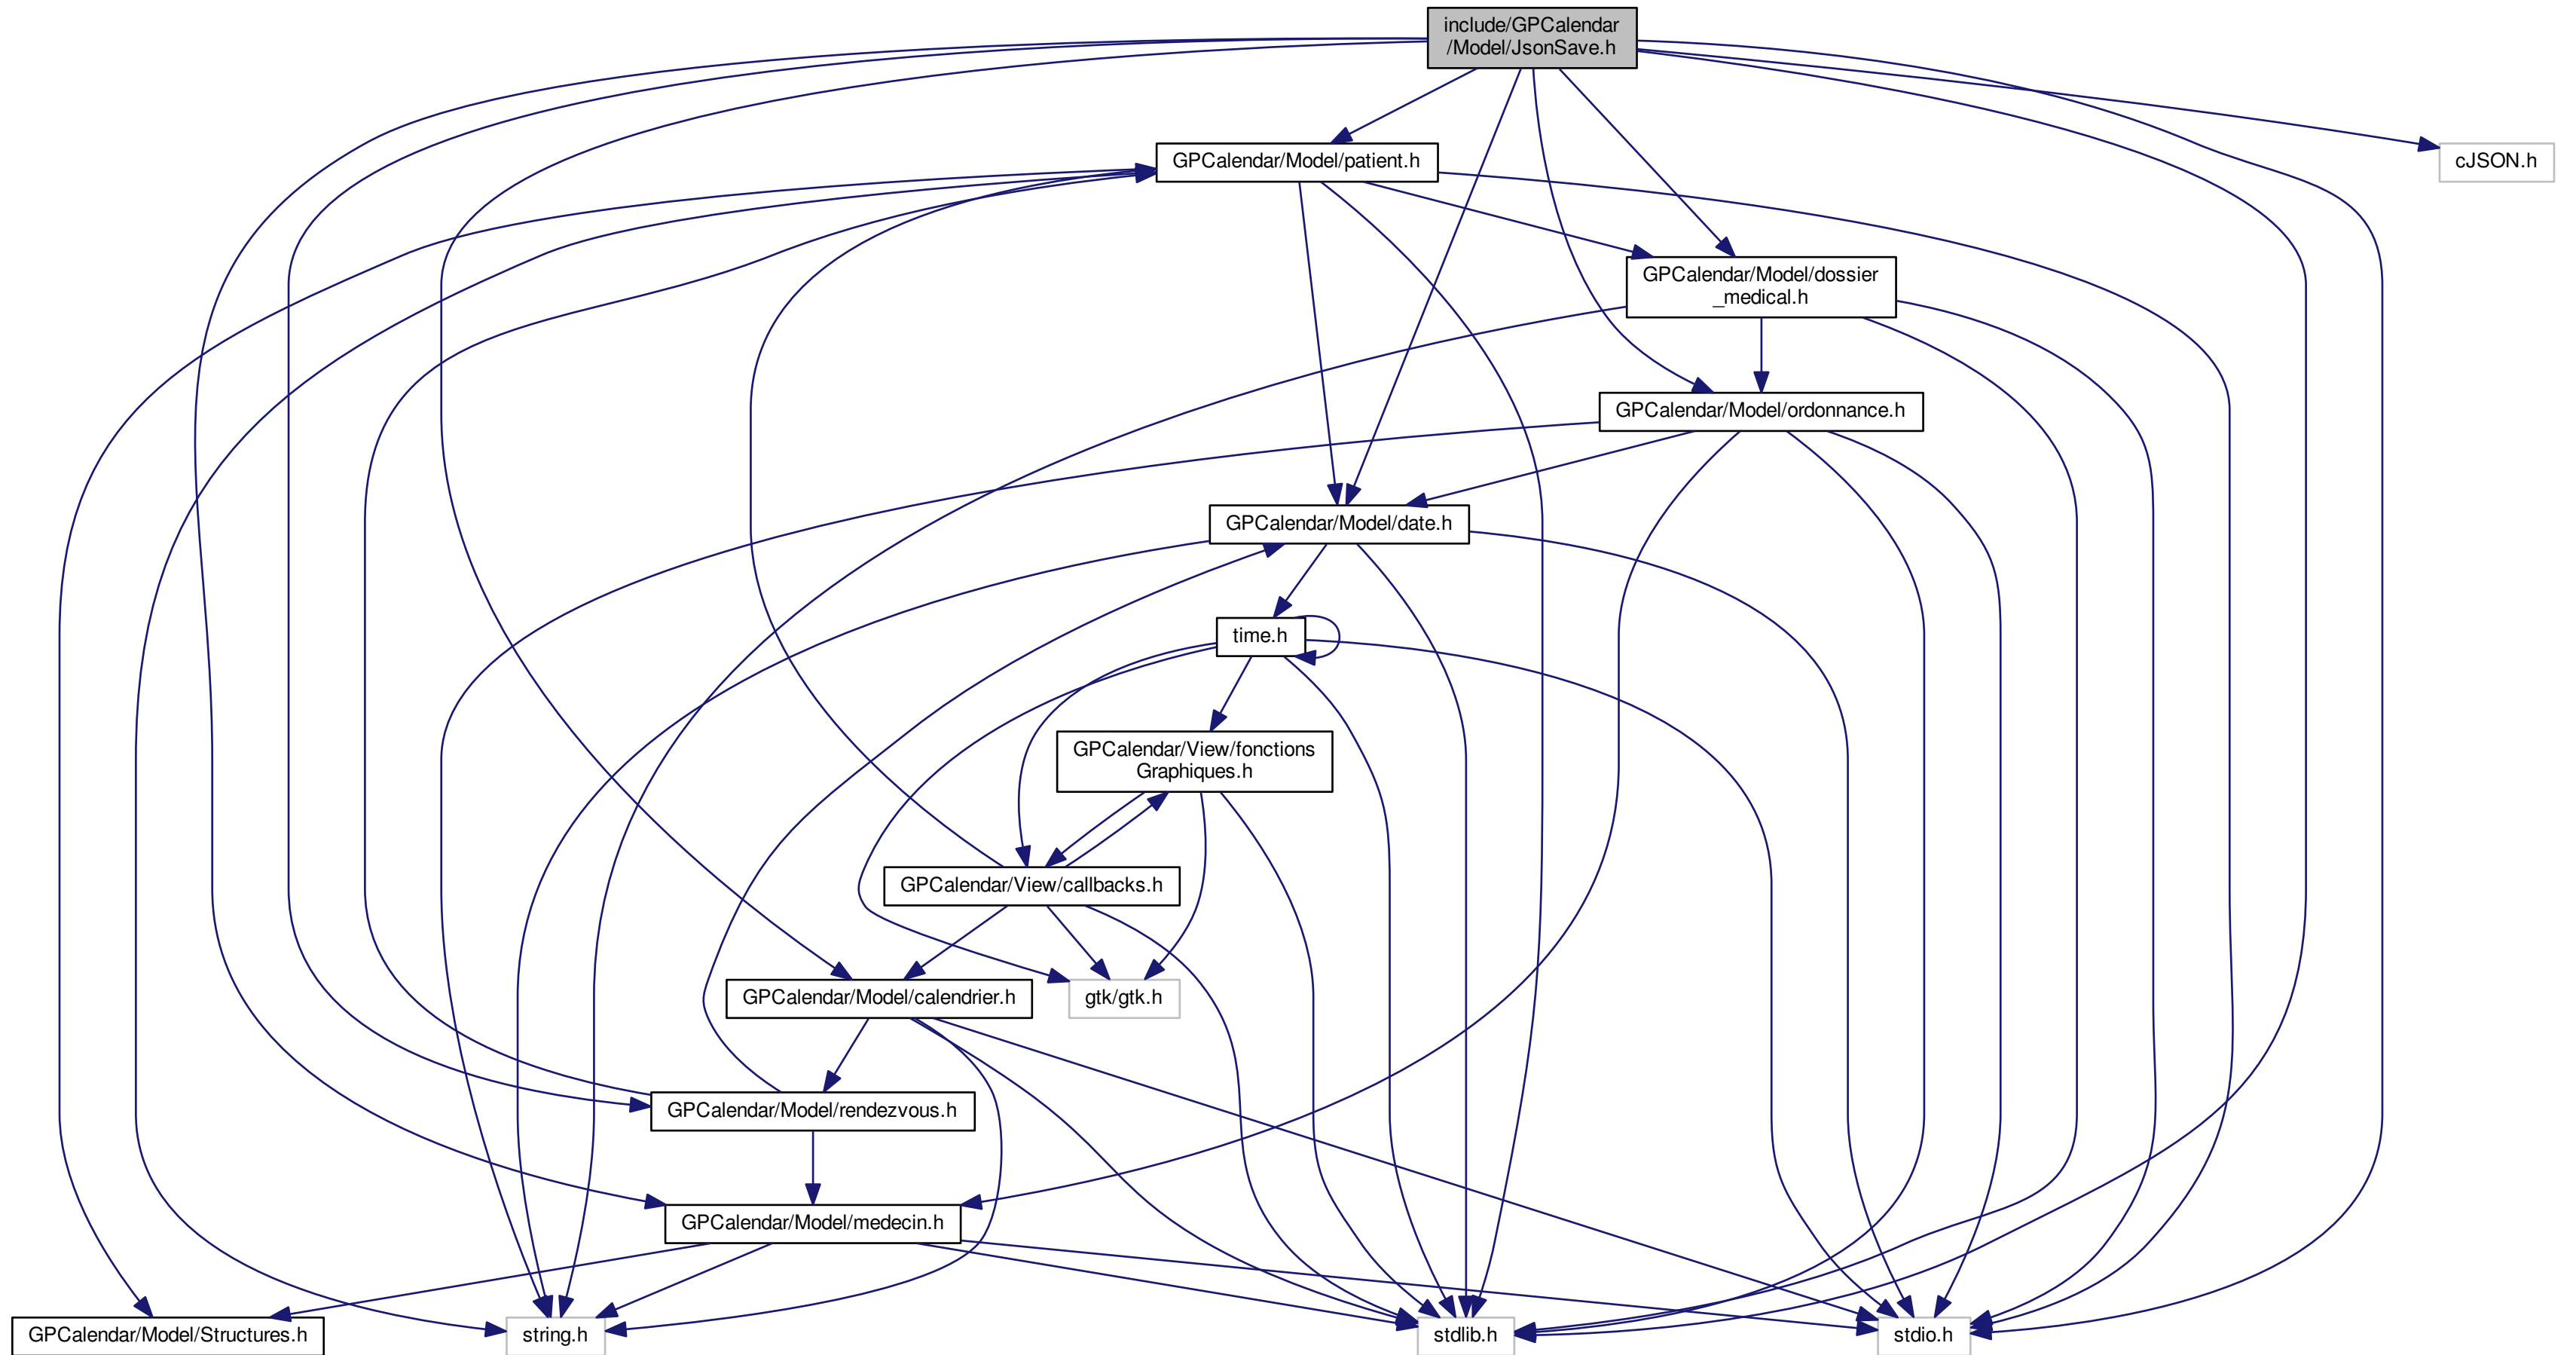 include/GPCalendar
/Model/JsonSave.h
cJSON.h
GPCalendar/Model/patient.h
GPCalendar/Model/dossier
_medical.h
GPCalendar/Model/ordonnance.h
GPCalendar/Model/date.h
time.h
GPCalendar/View/fonctions
Graphiques.h
GPCalendar/View/callbacks.h
GPCalendar/Model/calendrier.h
gtk/gtk.h
GPCalendar/Model/rendezvous.h
GPCalendar/Model/medecin.h
GPCalendar/Model/Structures.h
string.h
stdlib.h
stdio.h